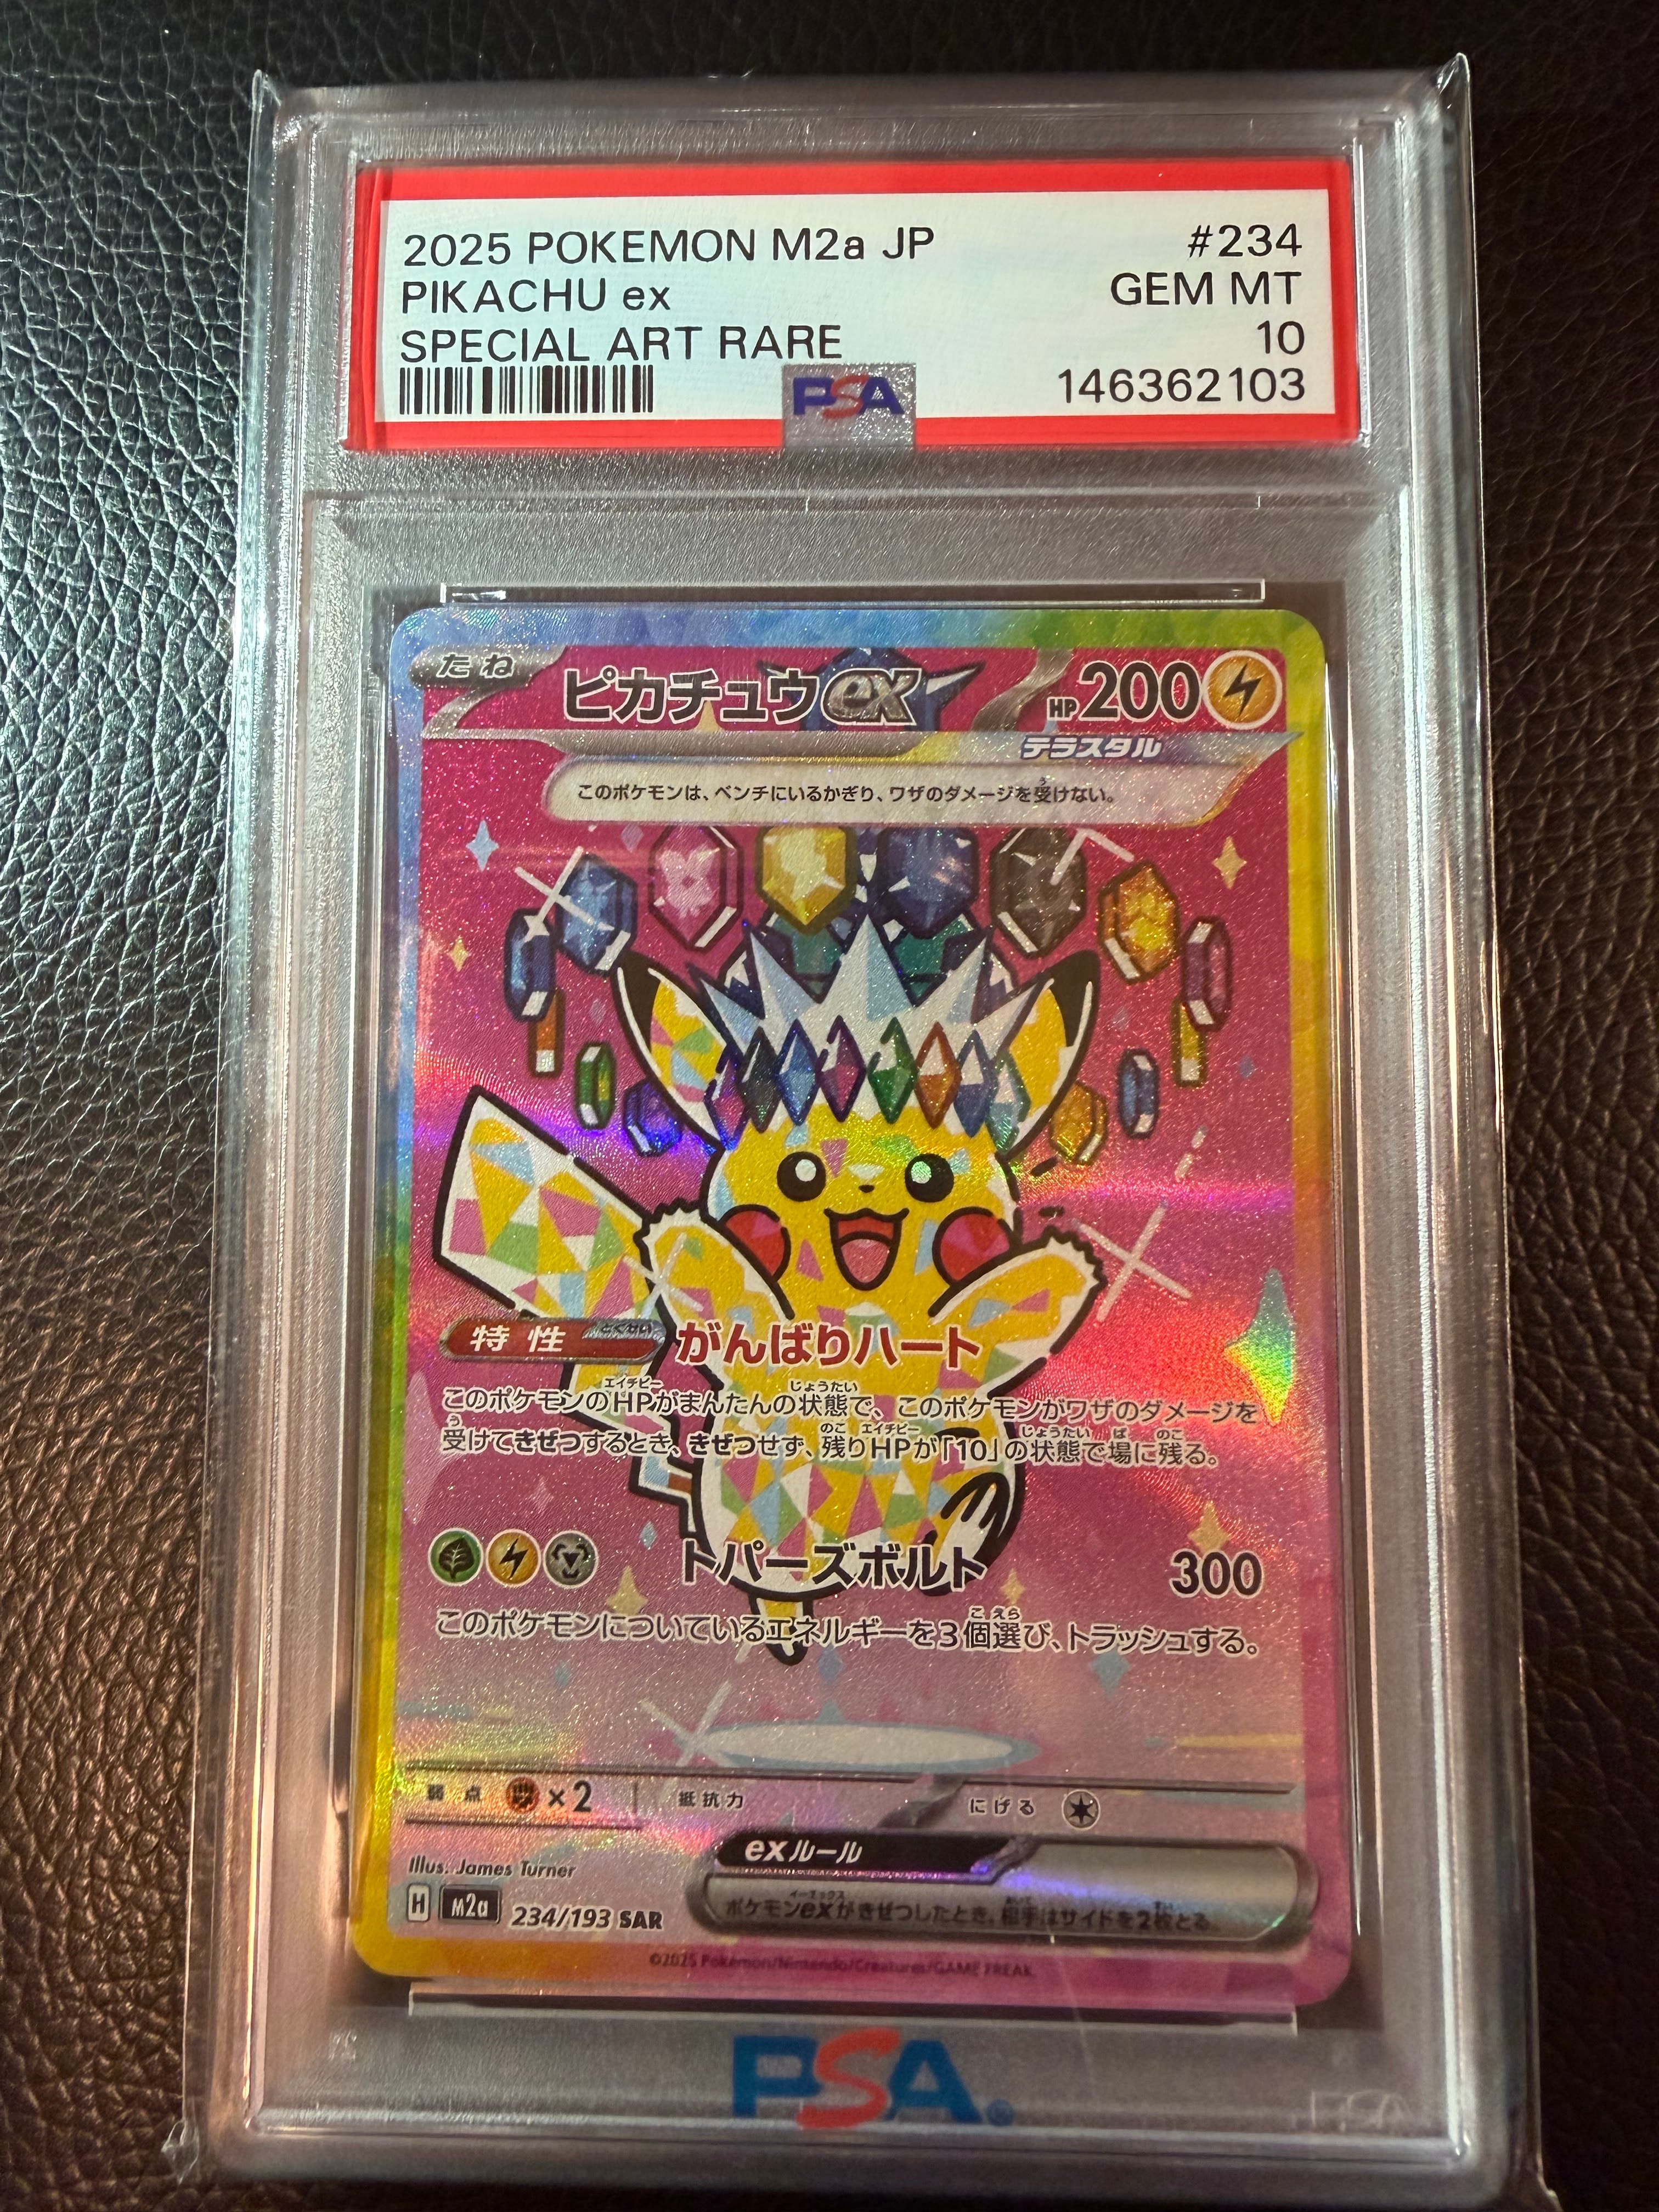 2025 POKEMON M2a JP #234
PIKACHU ex GEM MT
SPECIAL ART RARE 10
PSA 146362103
たね ピカチュウex HP200
テラスタル
このポケモンは、ベンチにいるかぎり、ワザのダメージを受けない。
特性 とくせい がんばりハート
このポケモンのHPがまんたんの状態で、このポケモンがワザのダメージを
受けてきぜつするとき、きぜつせず、残りHPが「10」の状態で場に残る。
トパーズボルト 300
このポケモンについているエネルギーを3個選び、トラッシュする。
弱点 ×2 抵抗力 にげる
exルール
ポケモンexがきぜつしたとき、相手はサイドを2枚とる。
Illus. James Turner
H m2a 234/193 SAR
©2025 Pokémon/Nintendo/Creatures/GAME FREAK
PSA®
PSA